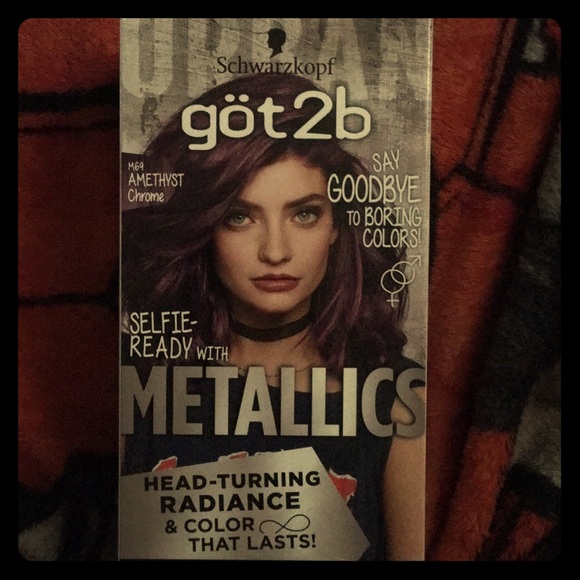 URBAN
Schwarzkopf
göt2b
M69
AMETHYST
Chrome
SAY
GOODBYE
TO BORING
COLORS!
SELFIE-
READY WITH
METALLICS
HEAD-TURNING
RADIANCE
& COLOR
THAT LASTS!